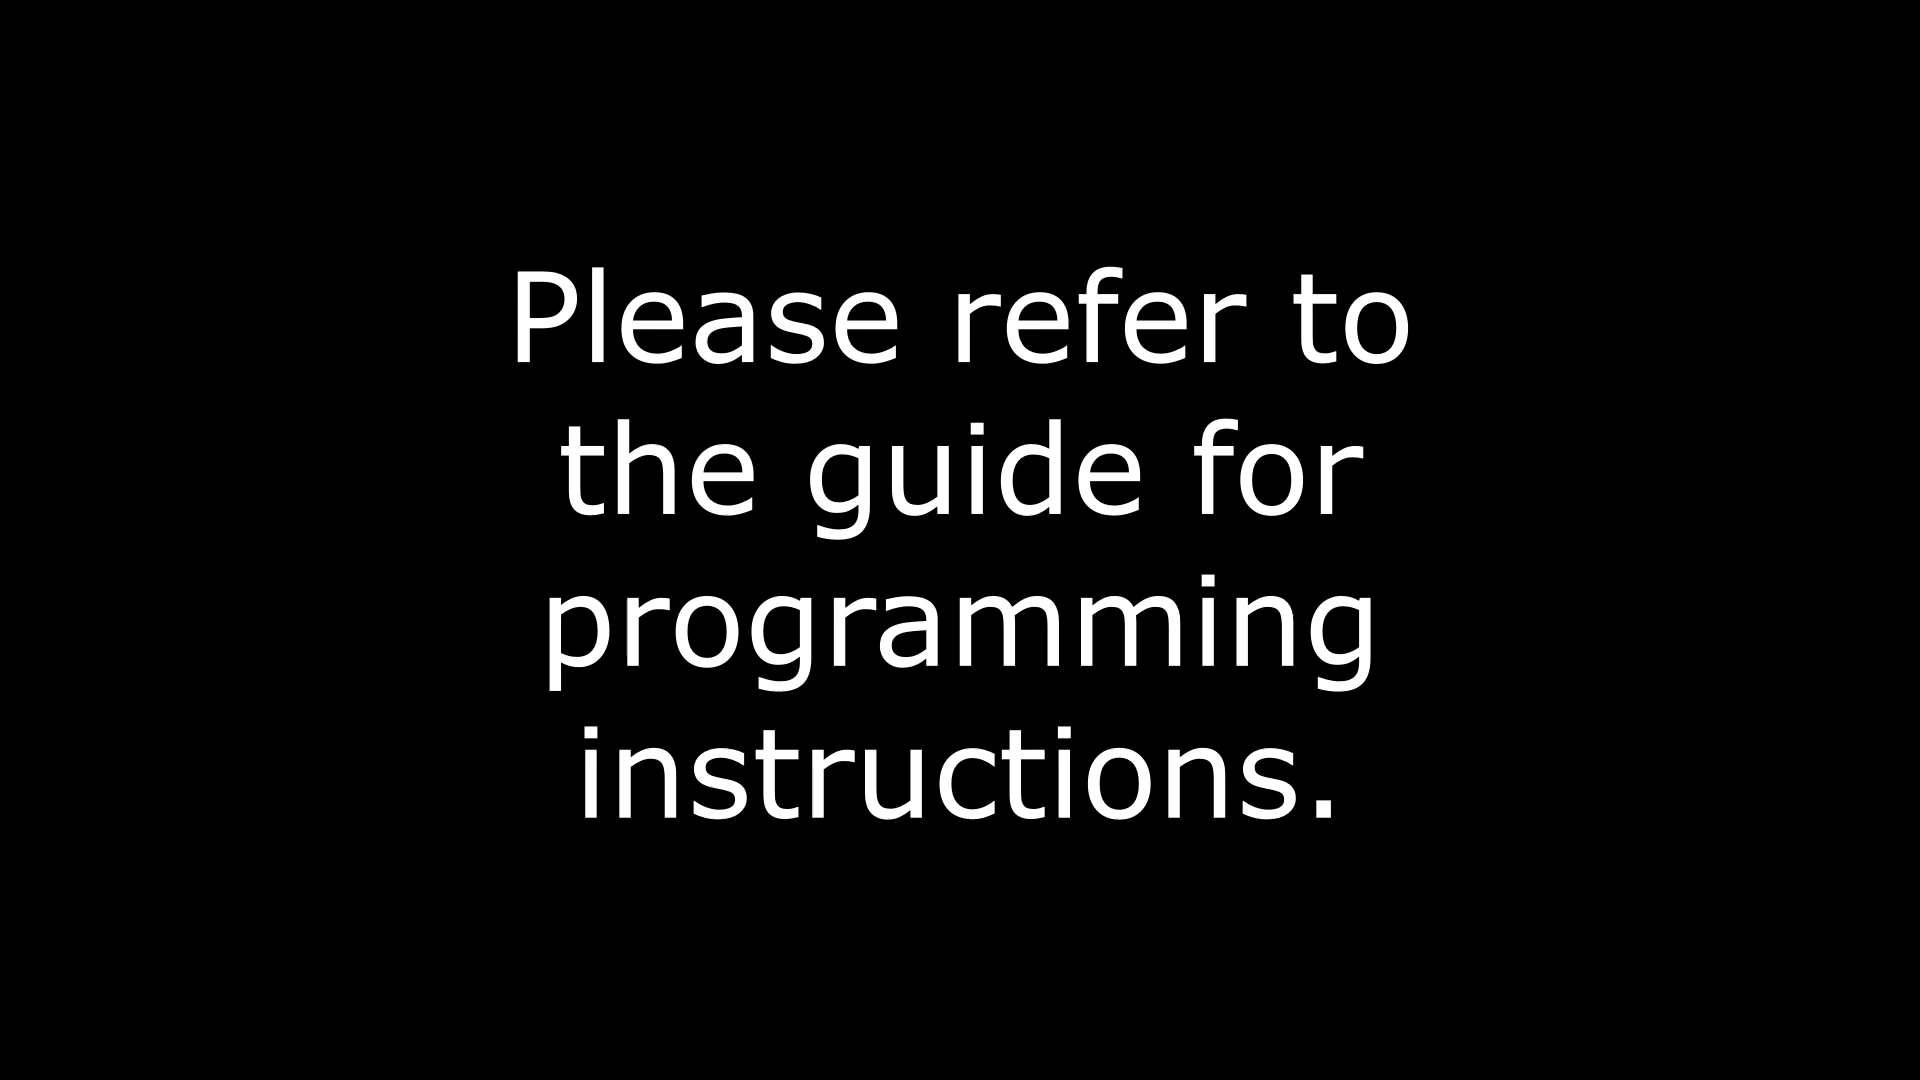 Please refer to
the guide for
programming
instructions.